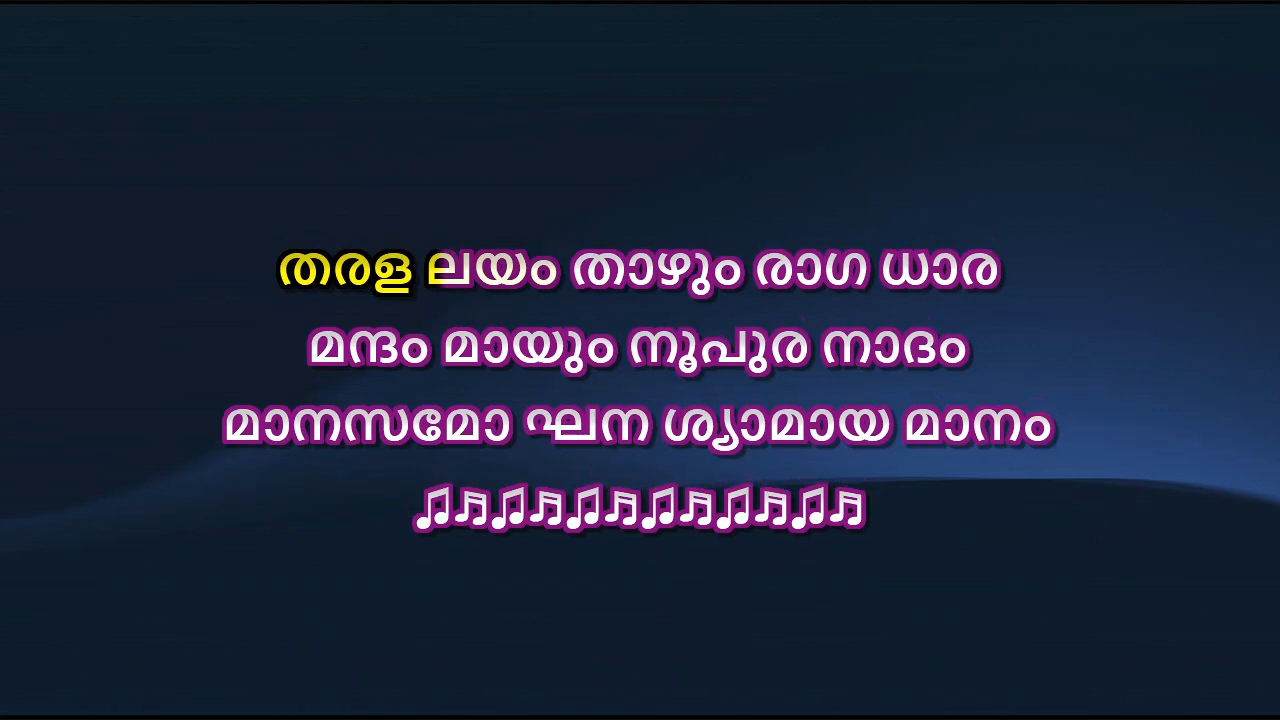 തരള ലയം താഴും രാഗ ധാര
മന്ദം മായും നൂപുര നാദം
മാനസമോ ഘന ശ്യാമായ മാനം
♫♬♫♬♫♬♫♬♫♬♫♬